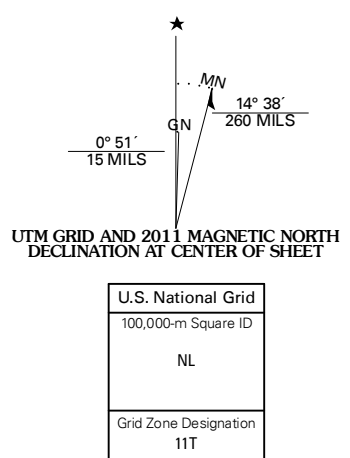 ★
MN
GN
14° 38´
260 MILS
0° 51´
15 MILS
UTM GRID AND 2011 MAGNETIC NORTH
DECLINATION AT CENTER OF SHEET
U.S. National Grid
100,000-m Square ID
NL
Grid Zone Designation
11T